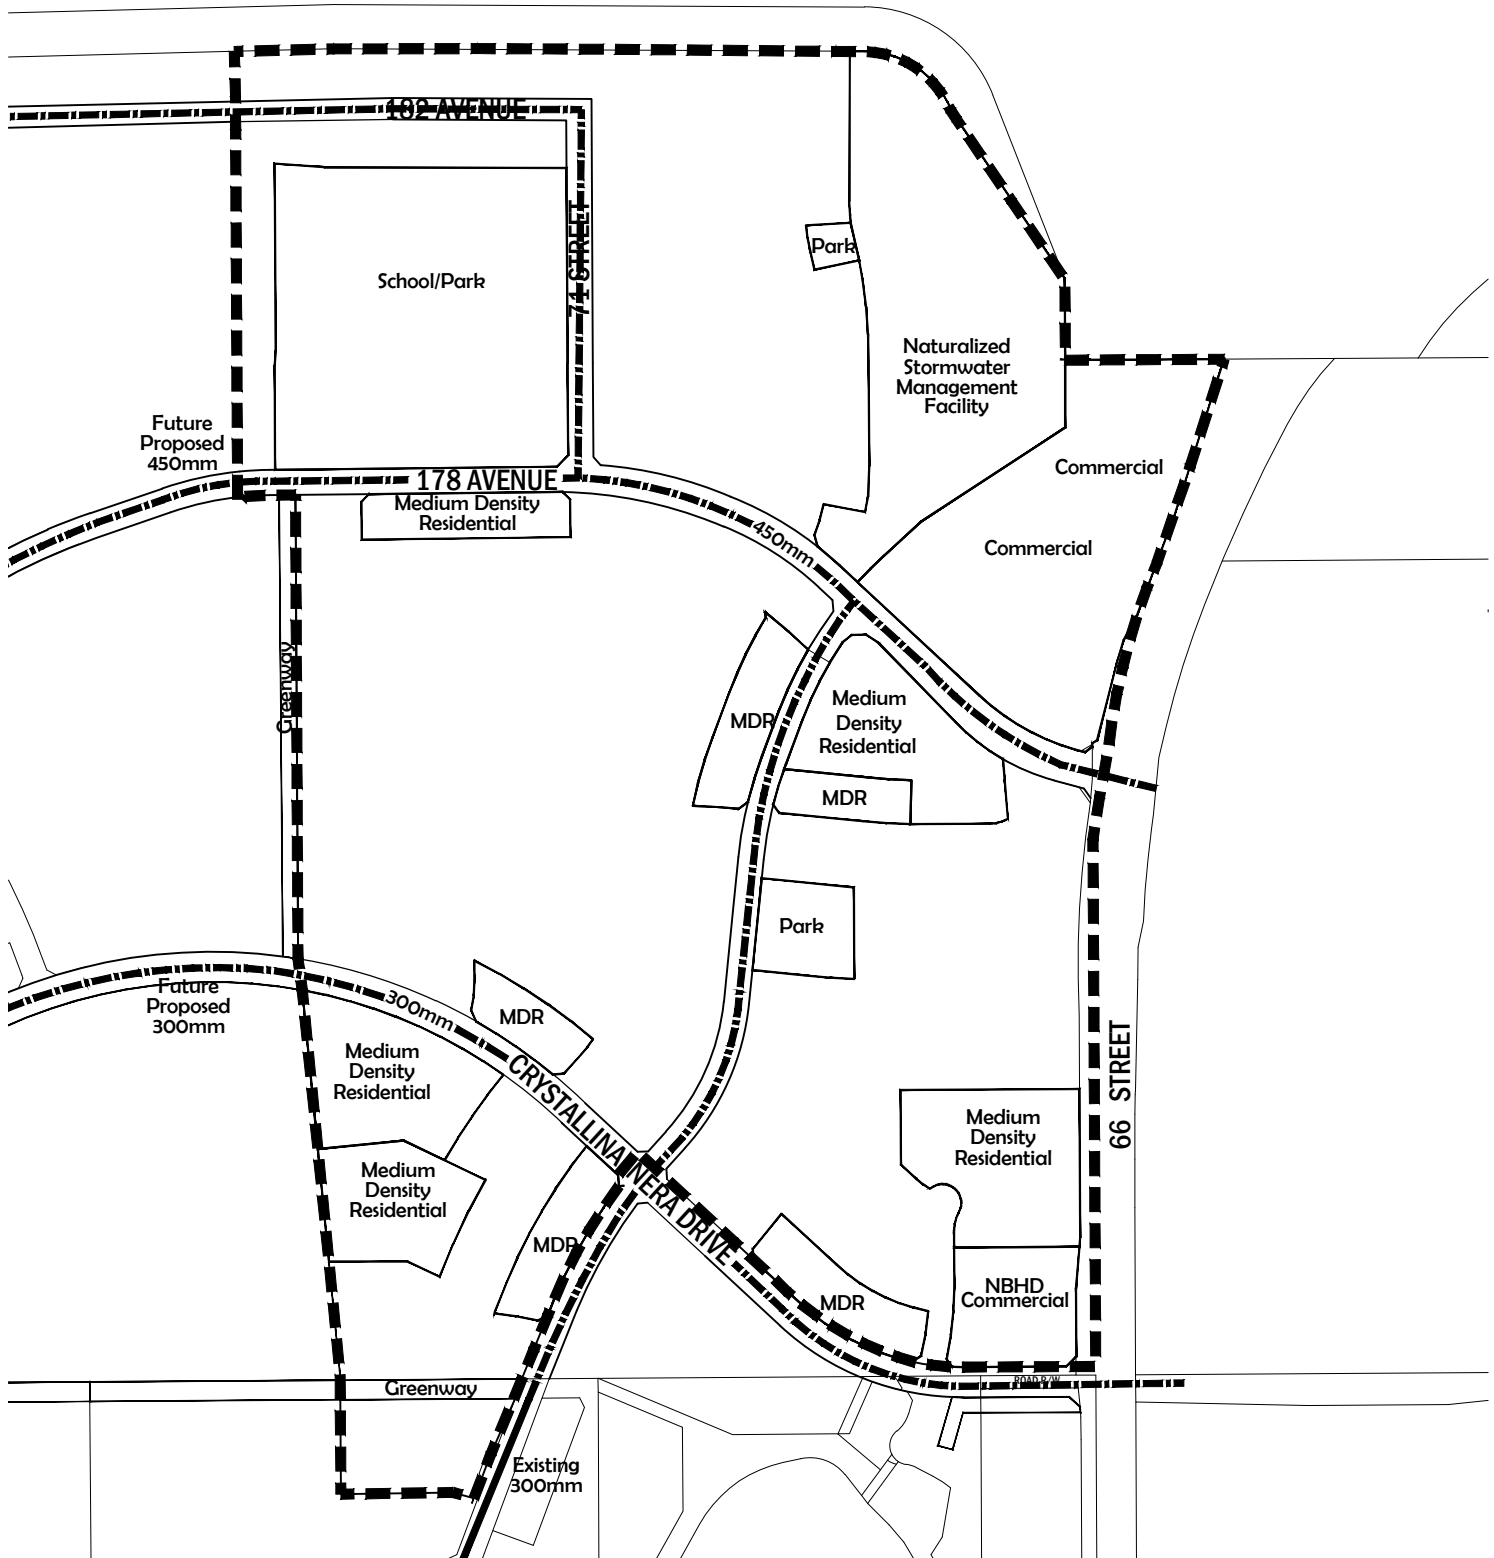 182 AVENUE
71 STREET
Park
School/Park
Naturalized
Stormwater
Management
Facility
Future
Proposed
450mm
Commercial
178 AVENUE
Medium Density
Residential
450mm
Commercial
Greenway
MDR
Medium
Density
Residential
MDR
Park
Future
Proposed
300mm
300mm
MDR
CRYSTALLINA NERA DRIVE
Medium
Density
Residential
66 STREET
Medium
Density
Residential
Medium
Density
Residential
MDR
MDR
NBHD
Commercial
ROAD R/W
Greenway
Existing
300mm